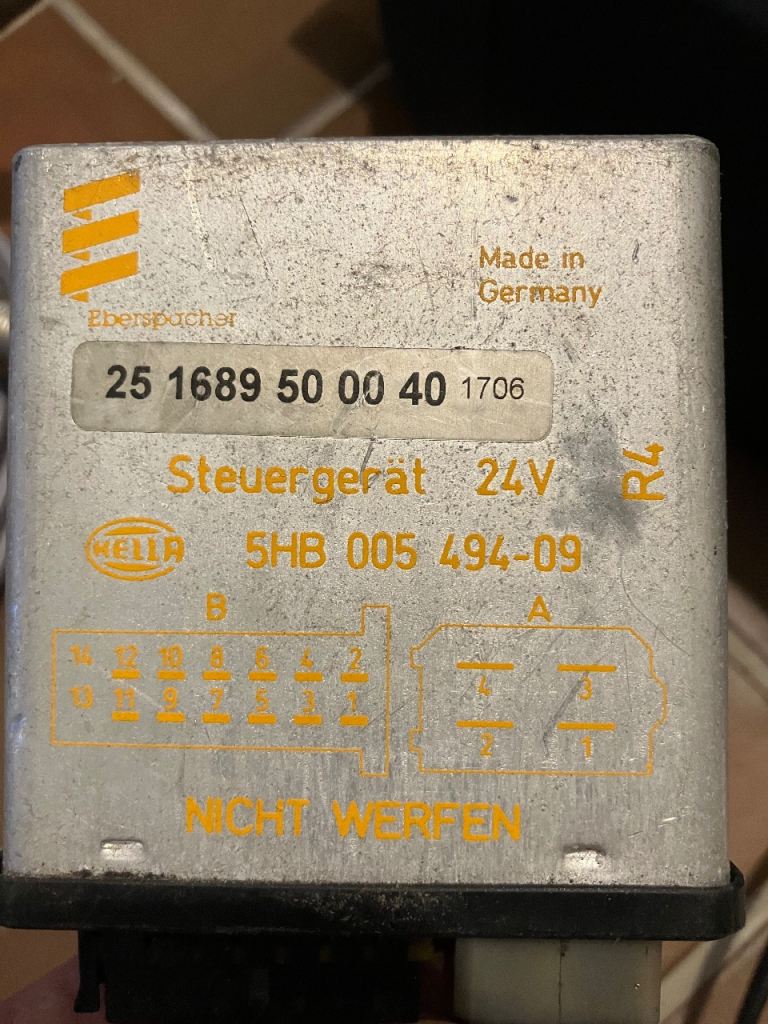 Made in
Germany
Eberspächer
25 1689 50 00 40 1706
Steuergerät 24V
R4
HELLA 5HB 005 494-09
B A
14 12 10 8 6 4 2
13 11 9 7 5 3 1
4 3
2 1
NICHT WERFEN